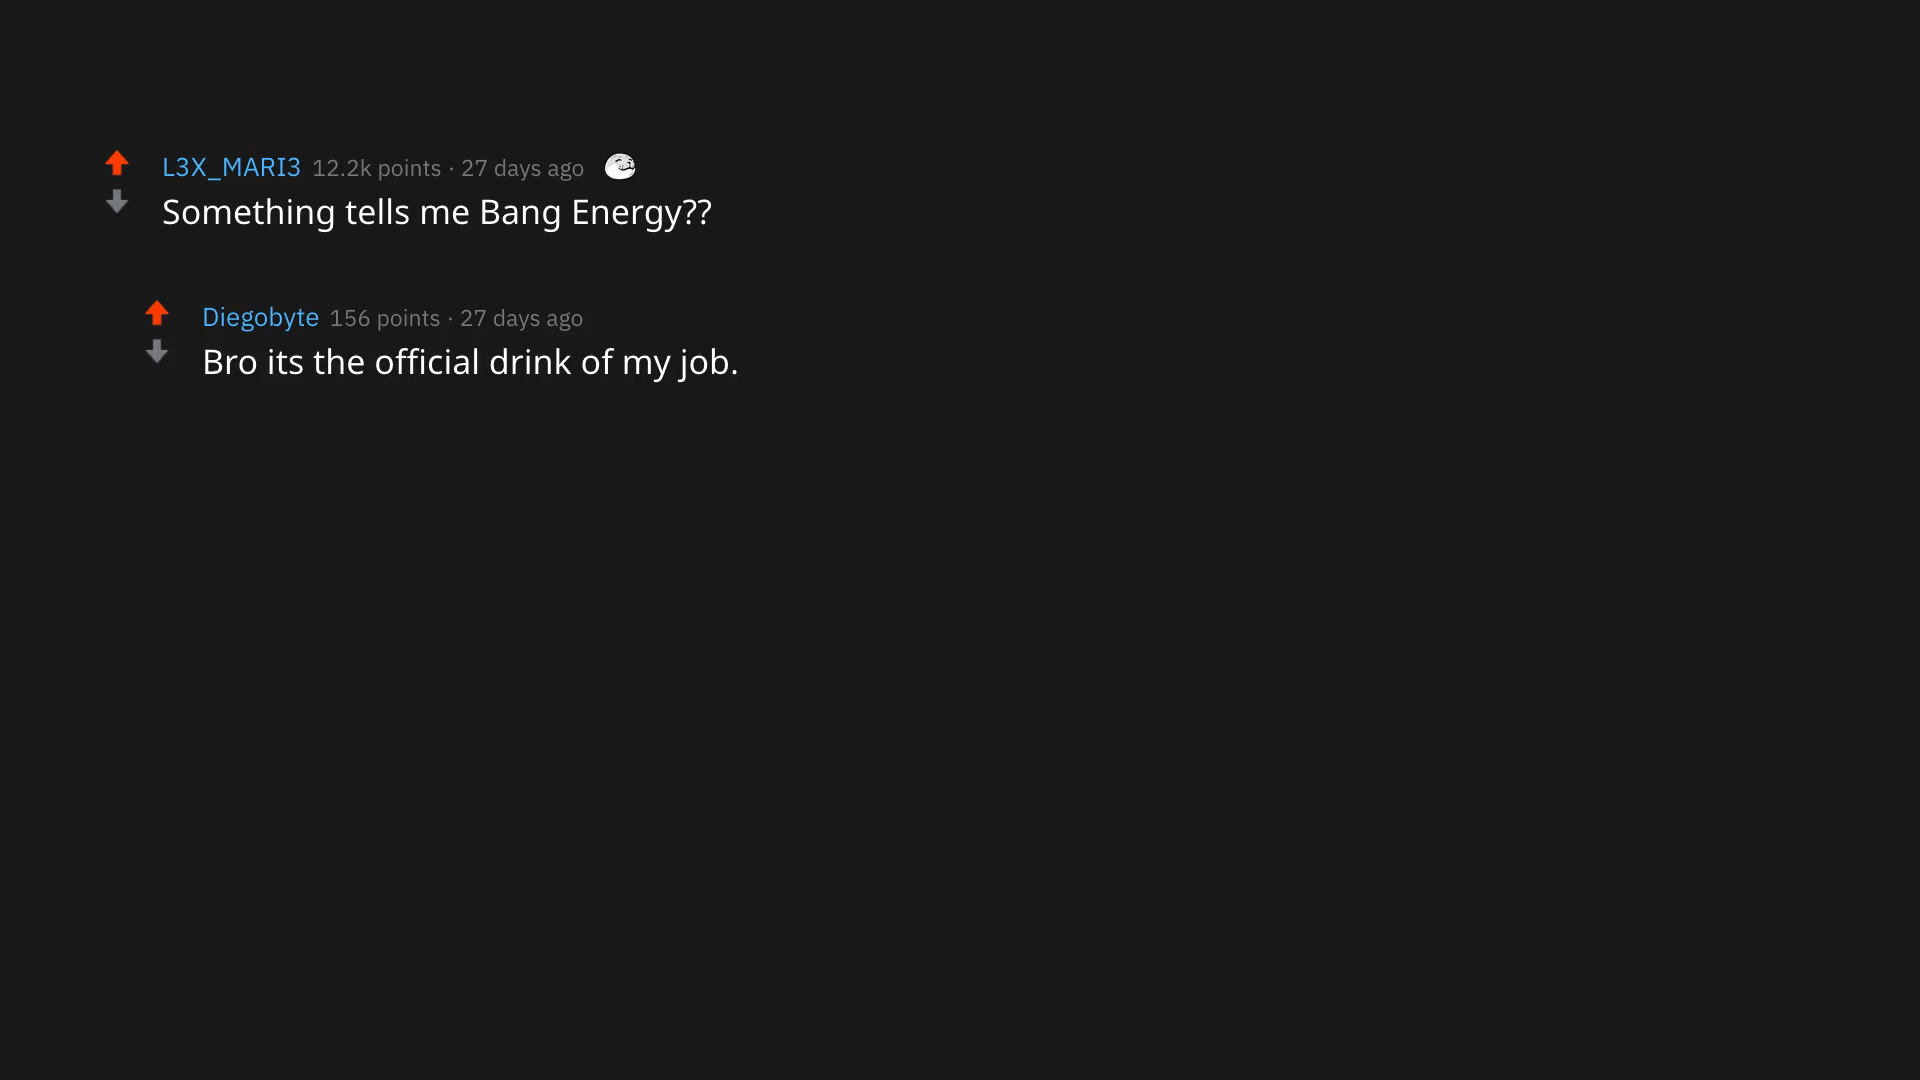 L3X_MARI3 12.2k points · 27 days ago
Something tells me Bang Energy??
Diegobyte 156 points · 27 days ago
Bro its the official drink of my job.